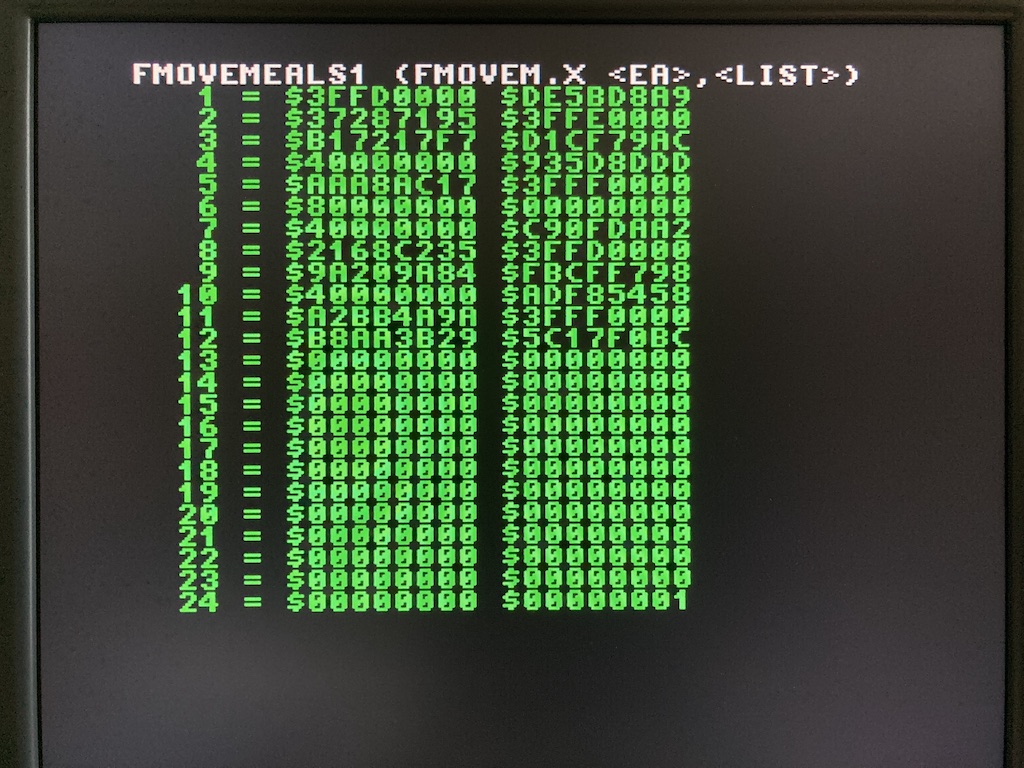 FMOVEMEALS1 (FMOVEM.X <EA>,<LIST>)
1 = $3FFD0000 $DE5BD8A9
2 = $37287195 $3FFE0000
3 = $B17217F7 $D1CF79AC
4 = $40000000 $935D8DDD
5 = $AAA8AC17 $3FFF0000
6 = $80000000 $00000000
7 = $40000000 $C90FDAA2
8 = $2168C235 $3FFD0000
9 = $9A209A84 $FBCFF798
10 = $40000000 $ADF85458
11 = $A2BB4A9A $3FFF0000
12 = $B8AA3B29 $5C17F0BC
13 = $00000000 $00000000
14 = $00000000 $00000000
15 = $00000000 $00000000
16 = $00000000 $00000000
17 = $00000000 $00000000
18 = $00000000 $00000000
19 = $00000000 $00000000
20 = $00000000 $00000000
21 = $00000000 $00000000
22 = $00000000 $00000000
23 = $00000000 $00000000
24 = $00000000 $00000001